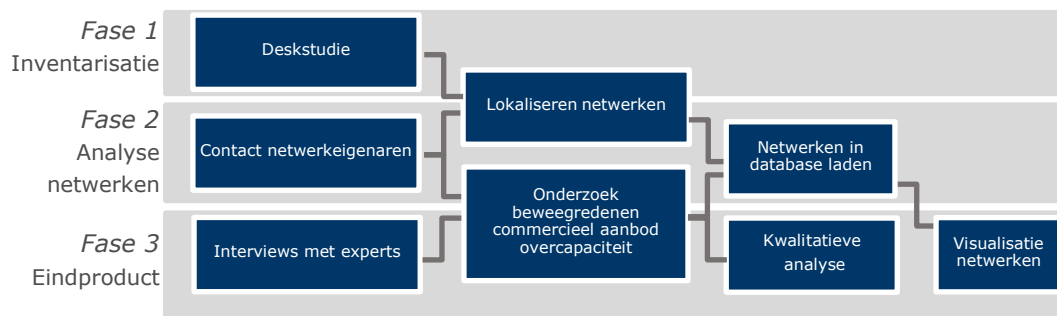 Fase 1
Inventarisatie
Deskstudie
Lokaliseren netwerken
Fase 2
Analyse
netwerken
Contact netwerkeigenaren
Netwerken in
database laden
Onderzoek
beweegredenen
commercieel aanbod
overcapaciteit
Fase 3
Eindproduct
Interviews met experts
Kwalitatieve
analyse
Visualisatie
netwerken